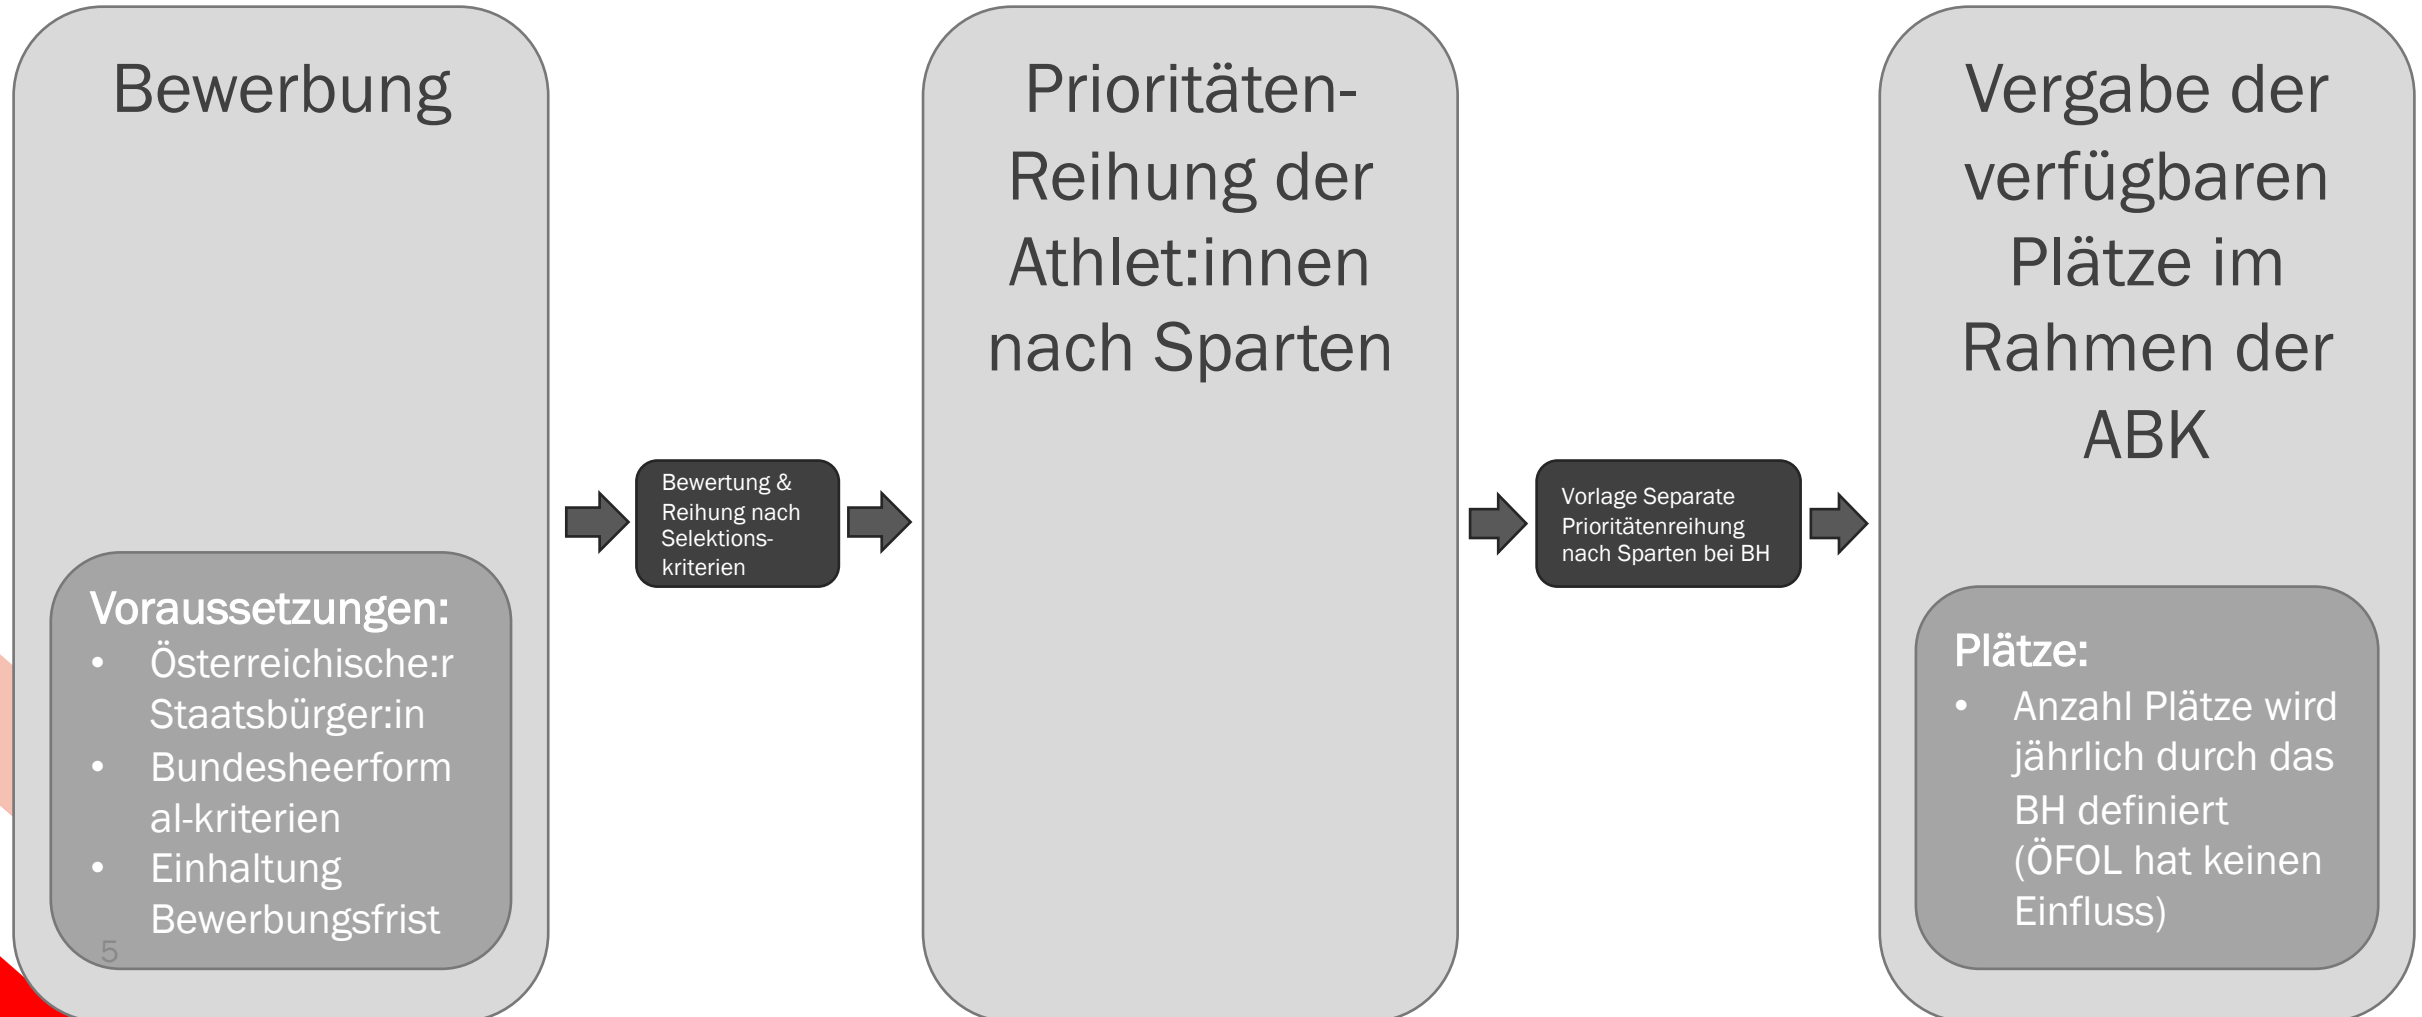 Bewerbung
Voraussetzungen:
• Österreichische:r
Staatsbürger:in
• Bundesheerform
al-kriterien
• Einhaltung
Bewerbungsfrist
5
Bewertung &
Reihung nach
Selektions-
kriterien
Prioritäten-
Reihung der
Athlet:innen
nach Sparten
Vorlage Separate
Prioritätenreihung
nach Sparten bei BH
Vergabe der
verfügbaren
Plätze im
Rahmen der
ABK
Plätze:
• Anzahl Plätze wird
jährlich durch das
BH definiert
(ÖFOL hat keinen
Einfluss)